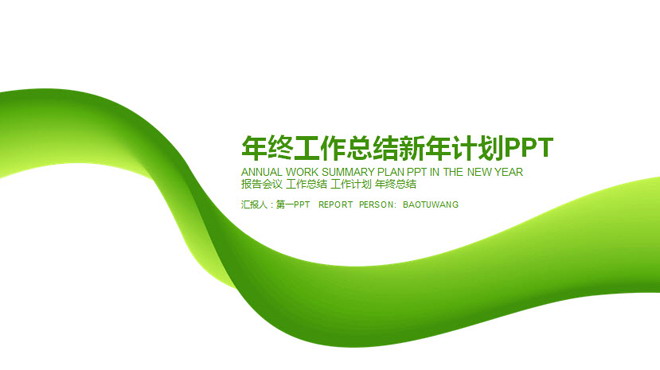 年终工作总结新年计划PPT
ANNUAL WORK SUMMARY PLAN PPT IN THE NEW YEAR
报告会议 工作总结 工作计划 年终总结
汇报人：第一PPT REPORT PERSON: BAOTUWANG